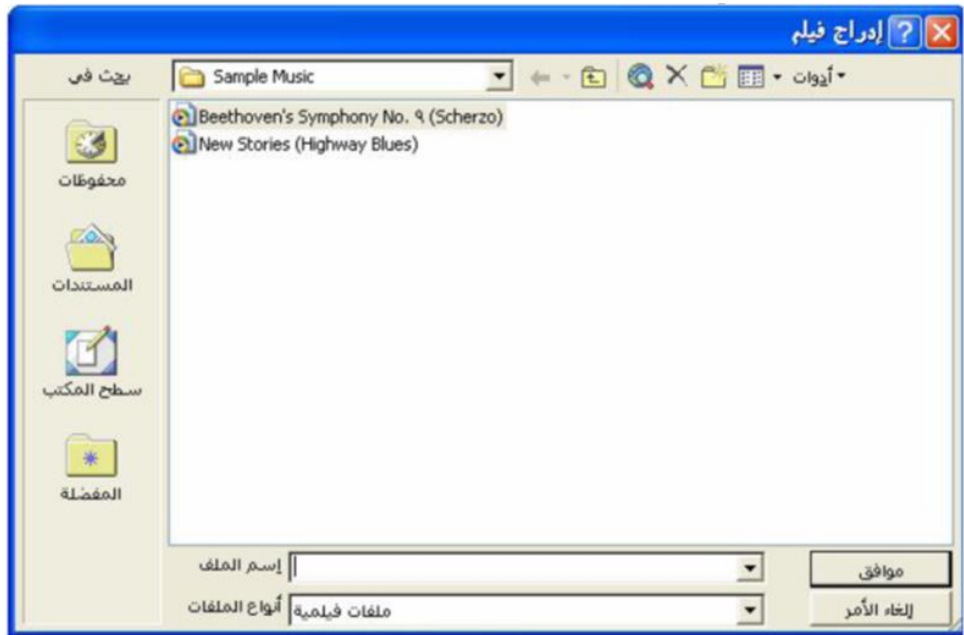 إدراج فيلم
بحث في
Sample Music
أدوات
Beethoven's Symphony No. ٩ (Scherzo)
New Stories (Highway Blues)
محفوظات
المستندات
سطح المكتب
المفضلة
إسم الملف
موافق
أنواع الملفات
ملفات فيلمية
إلغاء الأمر